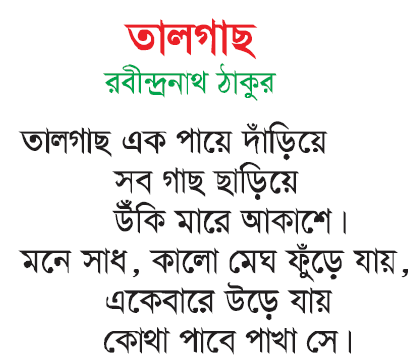 তালগাছ
রবীন্দ্রনাথ ঠাকুর
তালগাছ এক পায়ে দাঁড়িয়ে
সব গাছ ছাড়িয়ে
উঁকি মারে আকাশে।
মনে সাধ, কালো মেঘ ফুঁড়ে যায়,
একেবারে উড়ে যায়
কোথা পাবে পাখা সে।